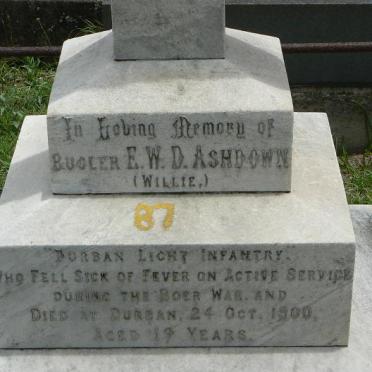 In Loving Memory of
BUGLER E. W. D. ASHDOWN
(WILLIE,)
87
DURBAN LIGHT INFANTRY.
WHO FELL SICK OF FEVER ON ACTIVE SERVICE
DURING THE BOER WAR, AND
DIED AT DURBAN, 24 OCT. 1900,
AGED 19 YEARS.